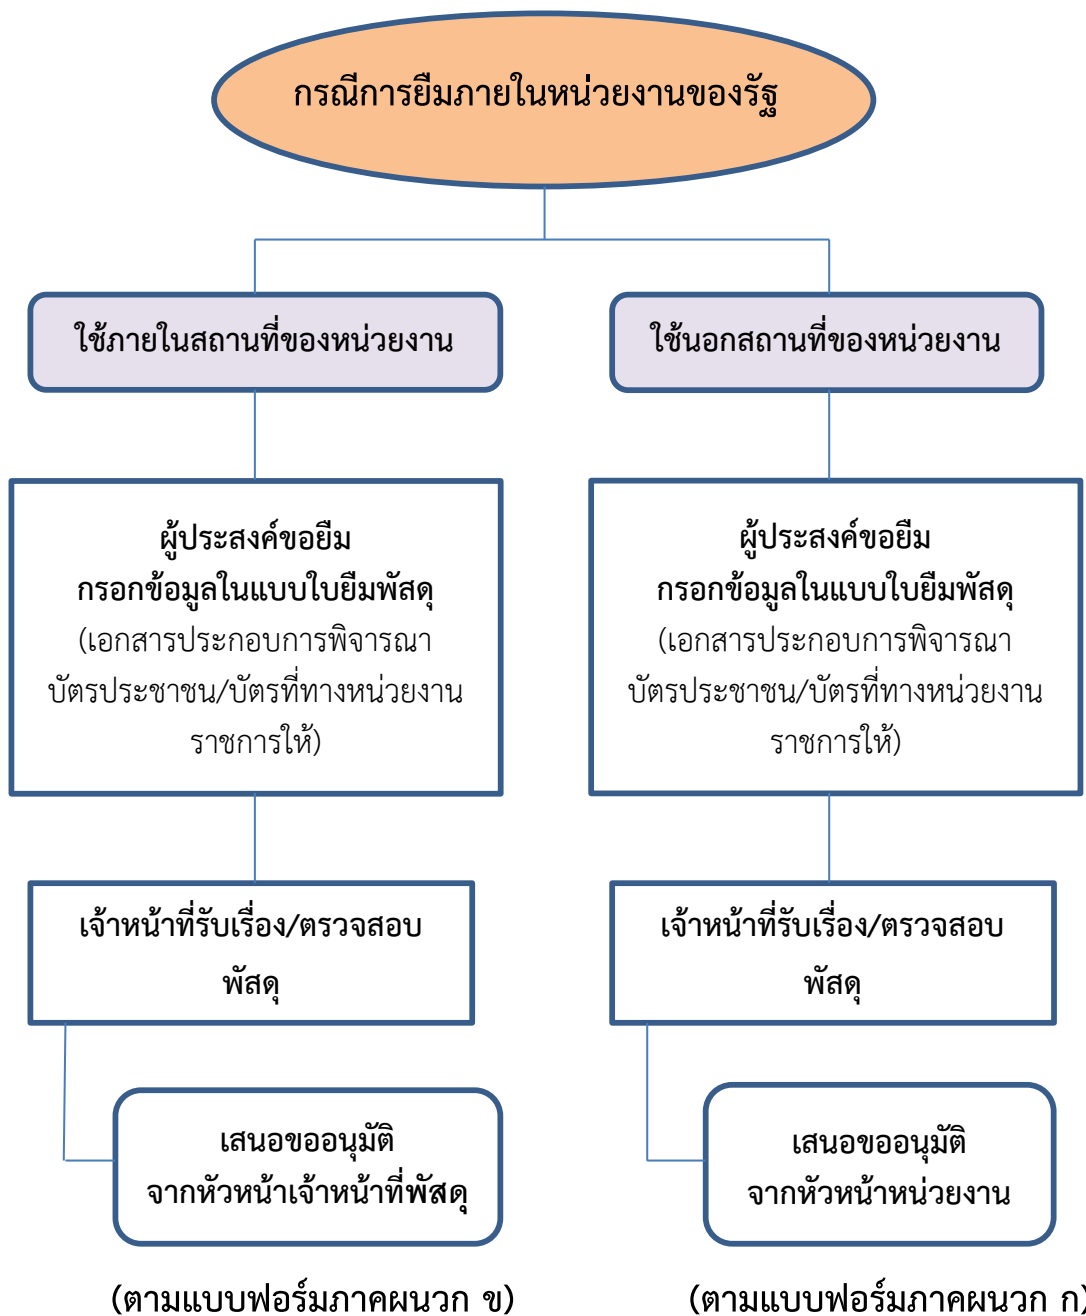 กรณีการยืมภายในหน่วยงานของรัฐ
ใช้ภายในสถานที่ของหน่วยงาน
ใช้นอกสถานที่ของหน่วยงาน
ผู้ประสงค์ขอยืม
กรอกข้อมูลในแบบใบยืมพัสดุ
(เอกสารประกอบการพิจารณา
บัตรประชาชน/บัตรที่ทางหน่วยงาน
ราชการให้)
ผู้ประสงค์ขอยืม
กรอกข้อมูลในแบบใบยืมพัสดุ
(เอกสารประกอบการพิจารณา
บัตรประชาชน/บัตรที่ทางหน่วยงาน
ราชการให้)
เจ้าหน้าที่รับเรื่อง/ตรวจสอบ
พัสดุ
เจ้าหน้าที่รับเรื่อง/ตรวจสอบ
พัสดุ
เสนอขออนุมัติ
จากหัวหน้าเจ้าหน้าที่พัสดุ
เสนอขออนุมัติ
จากหัวหน้าหน่วยงาน
(ตามแบบฟอร์มภาคผนวก ข)
(ตามแบบฟอร์มภาคผนวก ก)